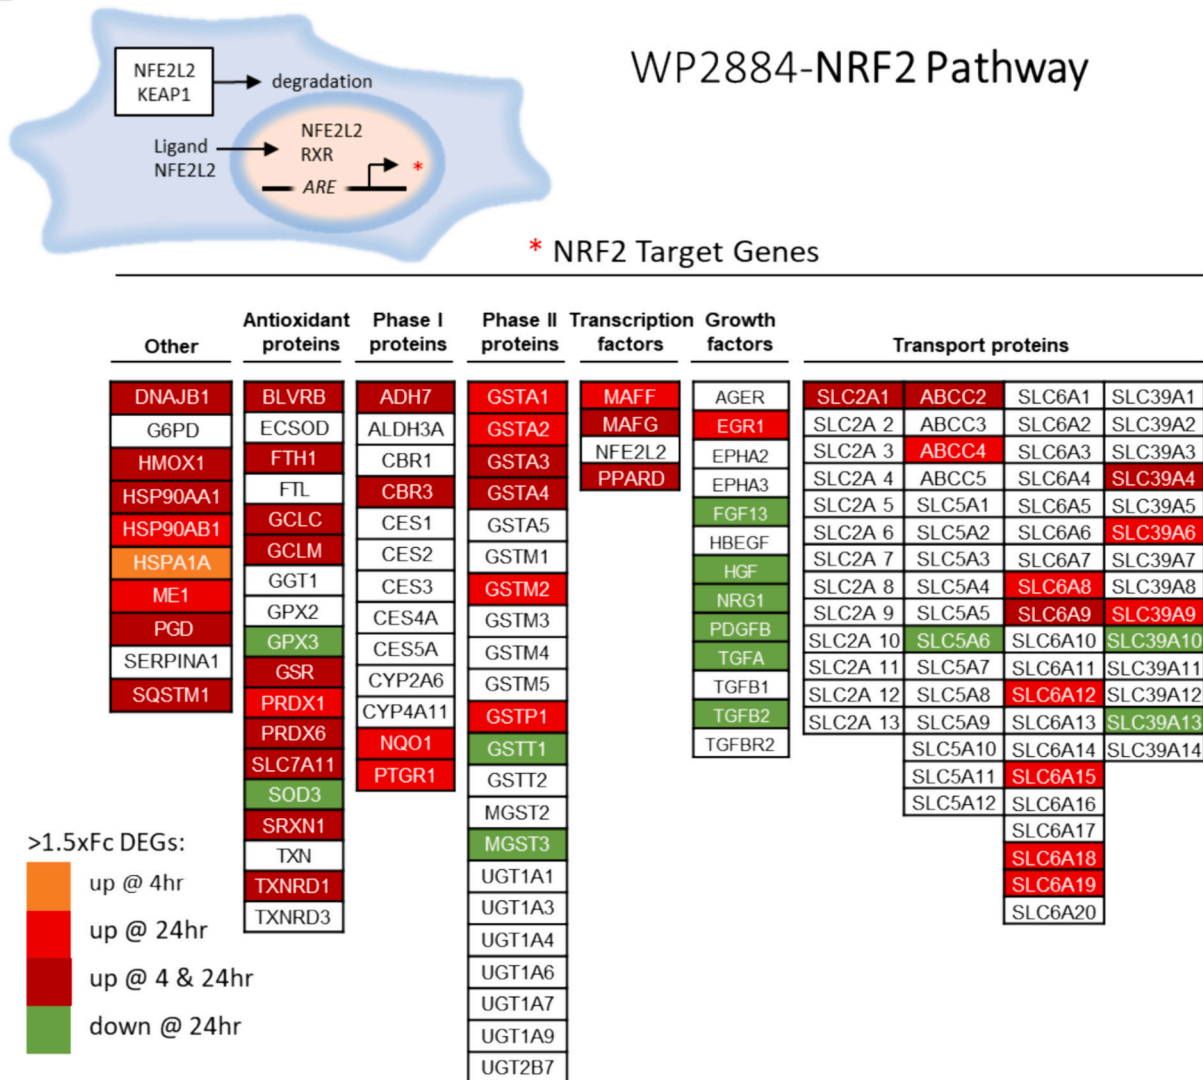 WP2884-NRF2 Pathway
NFE2L2
KEAP1
degradation
Ligand
NFE2L2
NFE2L2
RXR
ARE
*
* NRF2 Target Genes
Other
DNAJB1
G6PD
HMOX1
HSP90AA1
HSP90AB1
HSPA1A
ME1
PGD
SERPINA1
SQSTM1
Antioxidant
proteins
BLVRB
ECSOD
FTH1
FTL
GCLC
GCLM
GGT1
GPX2
GPX3
GSR
PRDX1
PRDX6
SLC7A11
SOD3
SRXN1
TXN
TXNRD1
TXNRD3
Phase I
proteins
ADH7
ALDH3A
CBR1
CBR3
CES1
CES2
CES3
CES4A
CES5A
CYP2A6
CYP4A11
NQO1
PTGR1
Phase II
proteins
GSTA1
GSTA2
GSTA3
GSTA4
GSTA5
GSTM1
GSTM2
GSTM3
GSTM4
GSTM5
GSTP1
GSTT1
GSTT2
MGST2
MGST3
UGT1A1
UGT1A3
UGT1A4
UGT1A6
UGT1A7
UGT1A9
UGT2B7
Transcription
factors
MAFF
MAFG
NFE2L2
PPARD
Growth
factors
AGER
EGR1
EPHA2
EPHA3
FGF13
HBEGF
HGF
NRG1
PDGFB
TGFA
TGFB1
TGFB2
TGFBR2
Transport proteins
SLC2A1
SLC2A 2
SLC2A 3
SLC2A 4
SLC2A 5
SLC2A 6
SLC2A 7
SLC2A 8
SLC2A 9
SLC2A 10
SLC2A 11
SLC2A 12
SLC2A 13
ABCC2
ABCC3
ABCC4
ABCC5
SLC5A1
SLC5A2
SLC5A3
SLC5A4
SLC5A5
SLC5A6
SLC5A7
SLC5A8
SLC5A9
SLC5A10
SLC5A11
SLC5A12
SLC6A1
SLC6A2
SLC6A3
SLC6A4
SLC6A5
SLC6A6
SLC6A7
SLC6A8
SLC6A9
SLC6A10
SLC6A11
SLC6A12
SLC6A13
SLC6A14
SLC6A15
SLC6A16
SLC6A17
SLC6A18
SLC6A19
SLC6A20
SLC39A1
SLC39A2
SLC39A3
SLC39A4
SLC39A5
SLC39A6
SLC39A7
SLC39A8
SLC39A9
SLC39A10
SLC39A11
SLC39A12
SLC39A13
SLC39A14
>1.5xFc DEGs:
up @ 4hr
up @ 24hr
up @ 4 & 24hr
down @ 24hr